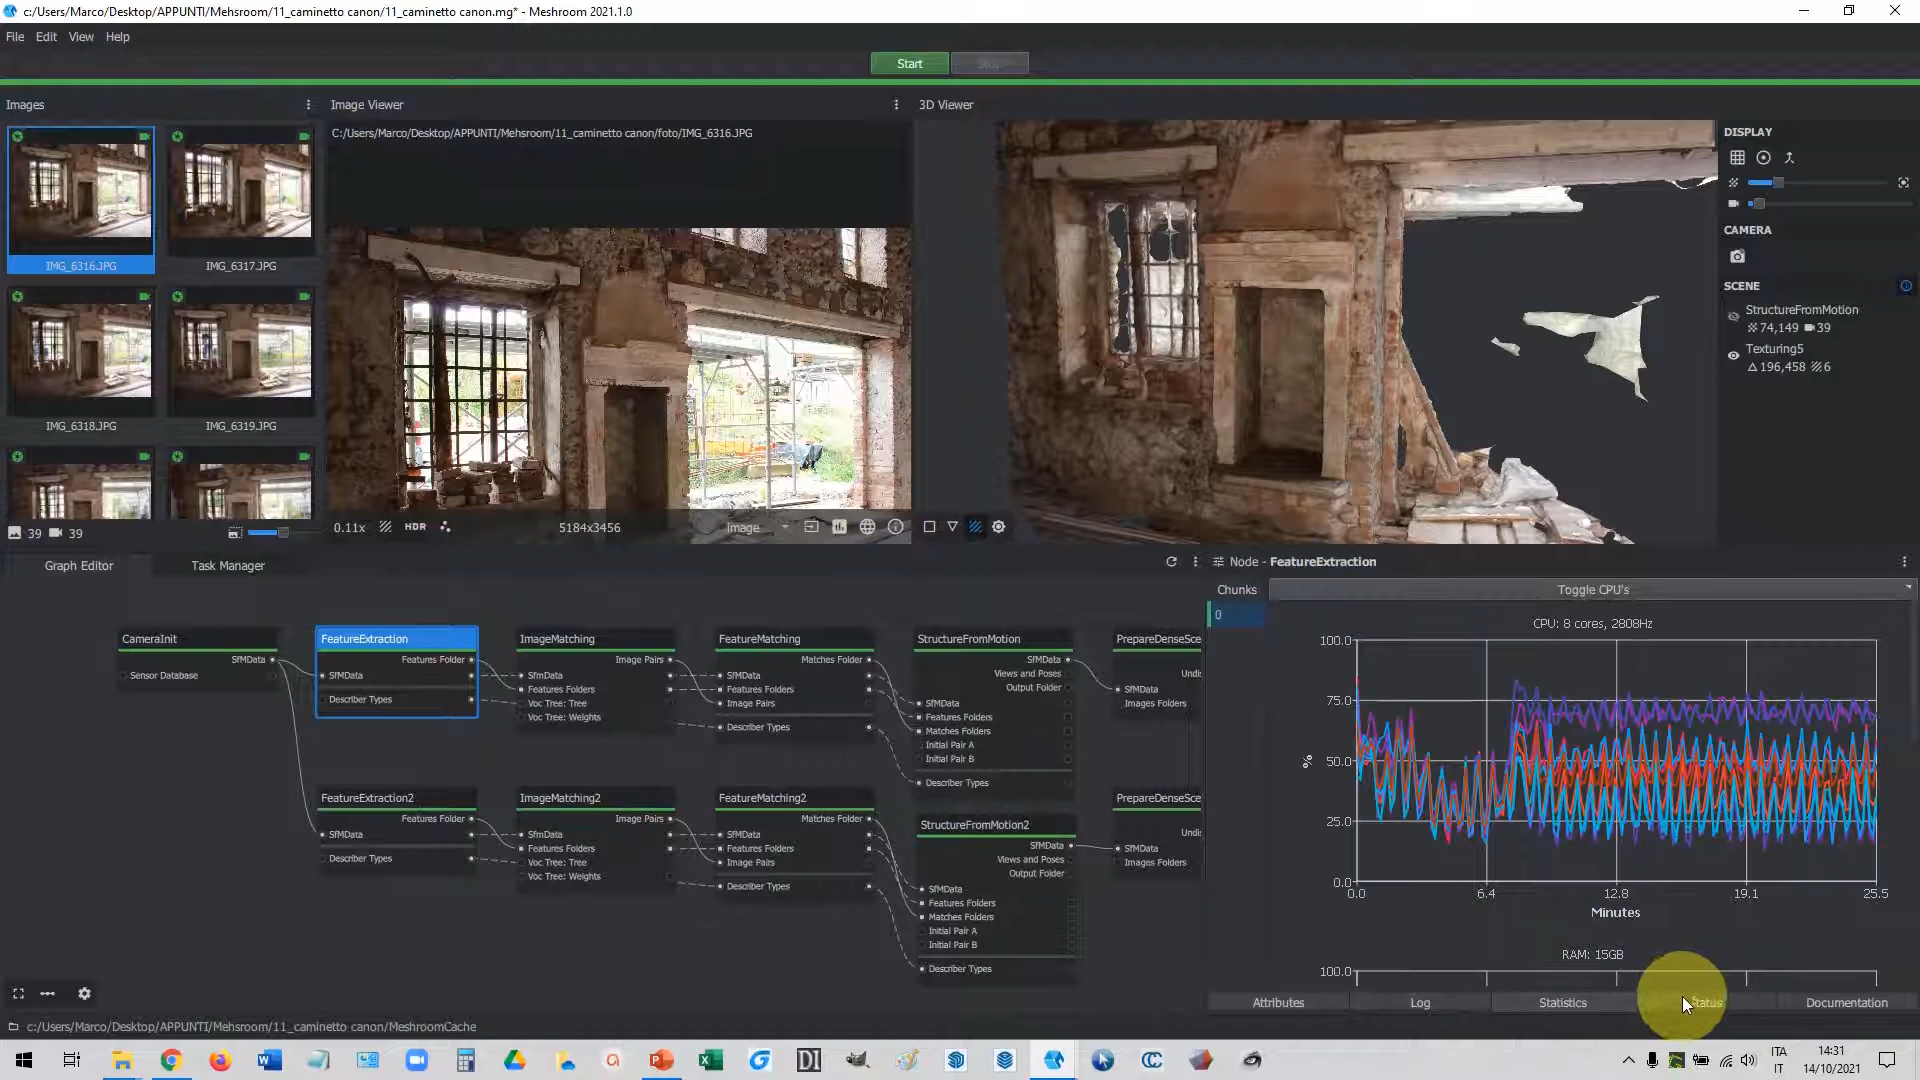 c:/Users/Marco/Desktop/APPUNTI/Mehsroom/11_caminetto canon/11_caminetto canon.mg* - Meshroom 2021.1.0
File Edit View Help
Start
Images
Image Viewer
3D Viewer
C:/Users/Marco/Desktop/APPUNTI/Mehsroom/11_caminetto canon/foto/IMG_6316.JPG
IMG_6316.JPG
IMG_6317.JPG
IMG_6318.JPG
IMG_6319.JPG
39 39
0.11x HDR 5184x3456 Image
DISPLAY
CAMERA
SCENE
StructureFromMotion
74,149 39
Texturing5
196,458 6
Graph Editor
Task Manager
CameraInit
SfMData
Sensor Database
FeatureExtraction
Features Folder
SfMData
Describer Types
ImageMatching
Image Pairs
SfmData
Features Folders
Voc Tree: Tree
Voc Tree: Weights
FeatureMatching
Matches Folder
SfMData
Features Folders
Image Pairs
Describer Types
StructureFromMotion
SfMData
Views and Poses
Output Folder
SfMData
Features Folders
Matches Folders
Initial Pair A
Initial Pair B
Describer Types
PrepareDenseSce
Undis
SfMData
Images Folders
FeatureExtraction2
Features Folder
SfMData
Describer Types
ImageMatching2
Image Pairs
SfmData
Features Folders
Voc Tree: Tree
Voc Tree: Weights
FeatureMatching2
Matches Folder
SfMData
Features Folders
Image Pairs
Describer Types
StructureFromMotion2
SfMData
Views and Poses
Output Folder
SfMData
Features Folders
Matches Folders
Initial Pair A
Initial Pair B
Describer Types
PrepareDenseSce
Undis
SfMData
Images Folders
Node - FeatureExtraction
Chunks
0
Toggle CPU's
CPU: 8 cores, 2808Hz
100.0
75.0
%
50.0
25.0
0.0
0.0 6.4 12.8 19.1 25.5
Minutes
RAM: 15GB
100.0
Attributes Log Statistics Status Documentation
c:/Users/Marco/Desktop/APPUNTI/Mehsroom/11_caminetto canon/MeshroomCache
DI
ITA
IT
14:31
14/10/2021